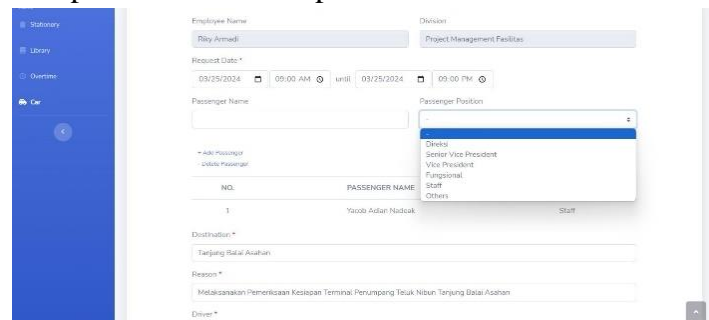 Stationery
Library
Overtime
Car
Employee Name
Division
Riky Armadi
Project Management Fasilitas
Request Date *
03/25/2024 09:00 AM until 03/25/2024 09:00 PM
Passenger Name
Passenger Position
-
-
Direksi
Senior Vice President
Vice President
Fungsional
Staff
Others
+ Add Passenger
- Delete Passenger
NO.
PASSENGER NAME
1
Yacob Adlan Nadeak
Staff
Destination *
Tanjung Balai Asahan
Reason *
Melaksanakan Pemeriksaan Kesiapan Terminal Penumpang Teluk Nibun Tanjung Balai Asahan
Driver *